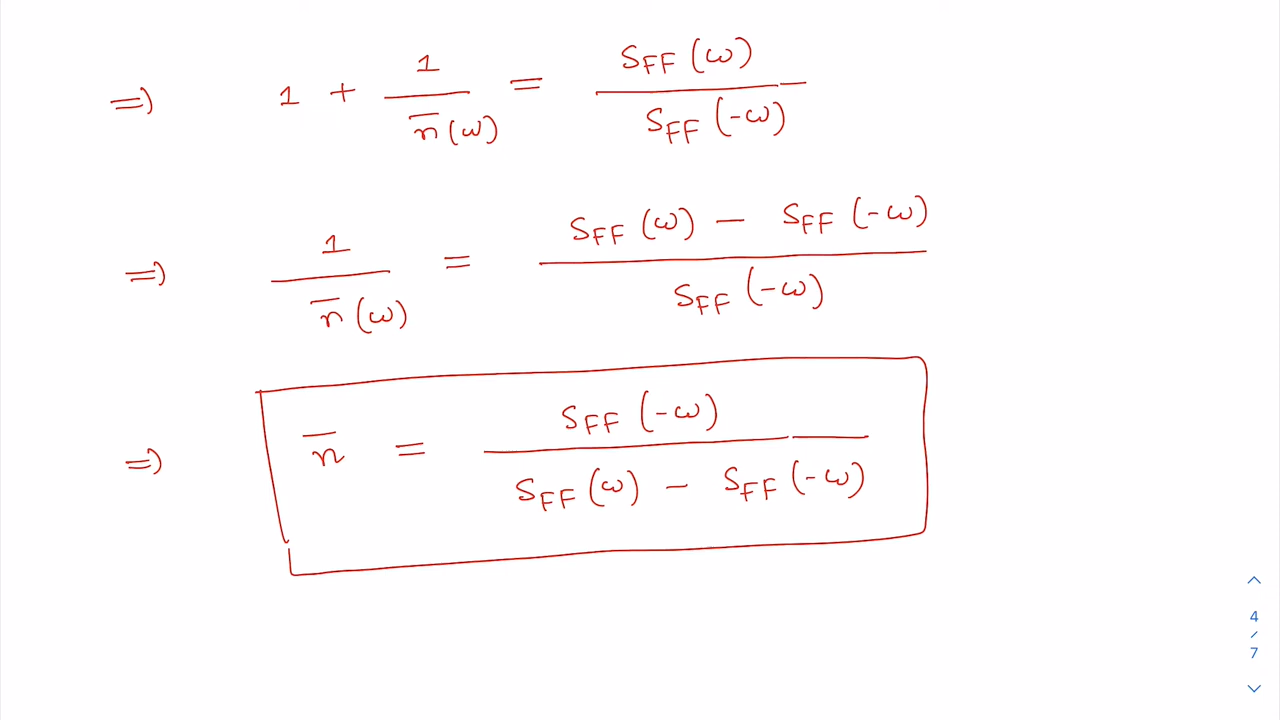 ⇒ 1 + 1 / n̅(ω) = S_FF(ω) / S_FF(-ω)
⇒ 1 / n̅(ω) = (S_FF(ω) - S_FF(-ω)) / S_FF(-ω)
⇒ n̅ = S_FF(-ω) / (S_FF(ω) - S_FF(-ω))
4
/
7